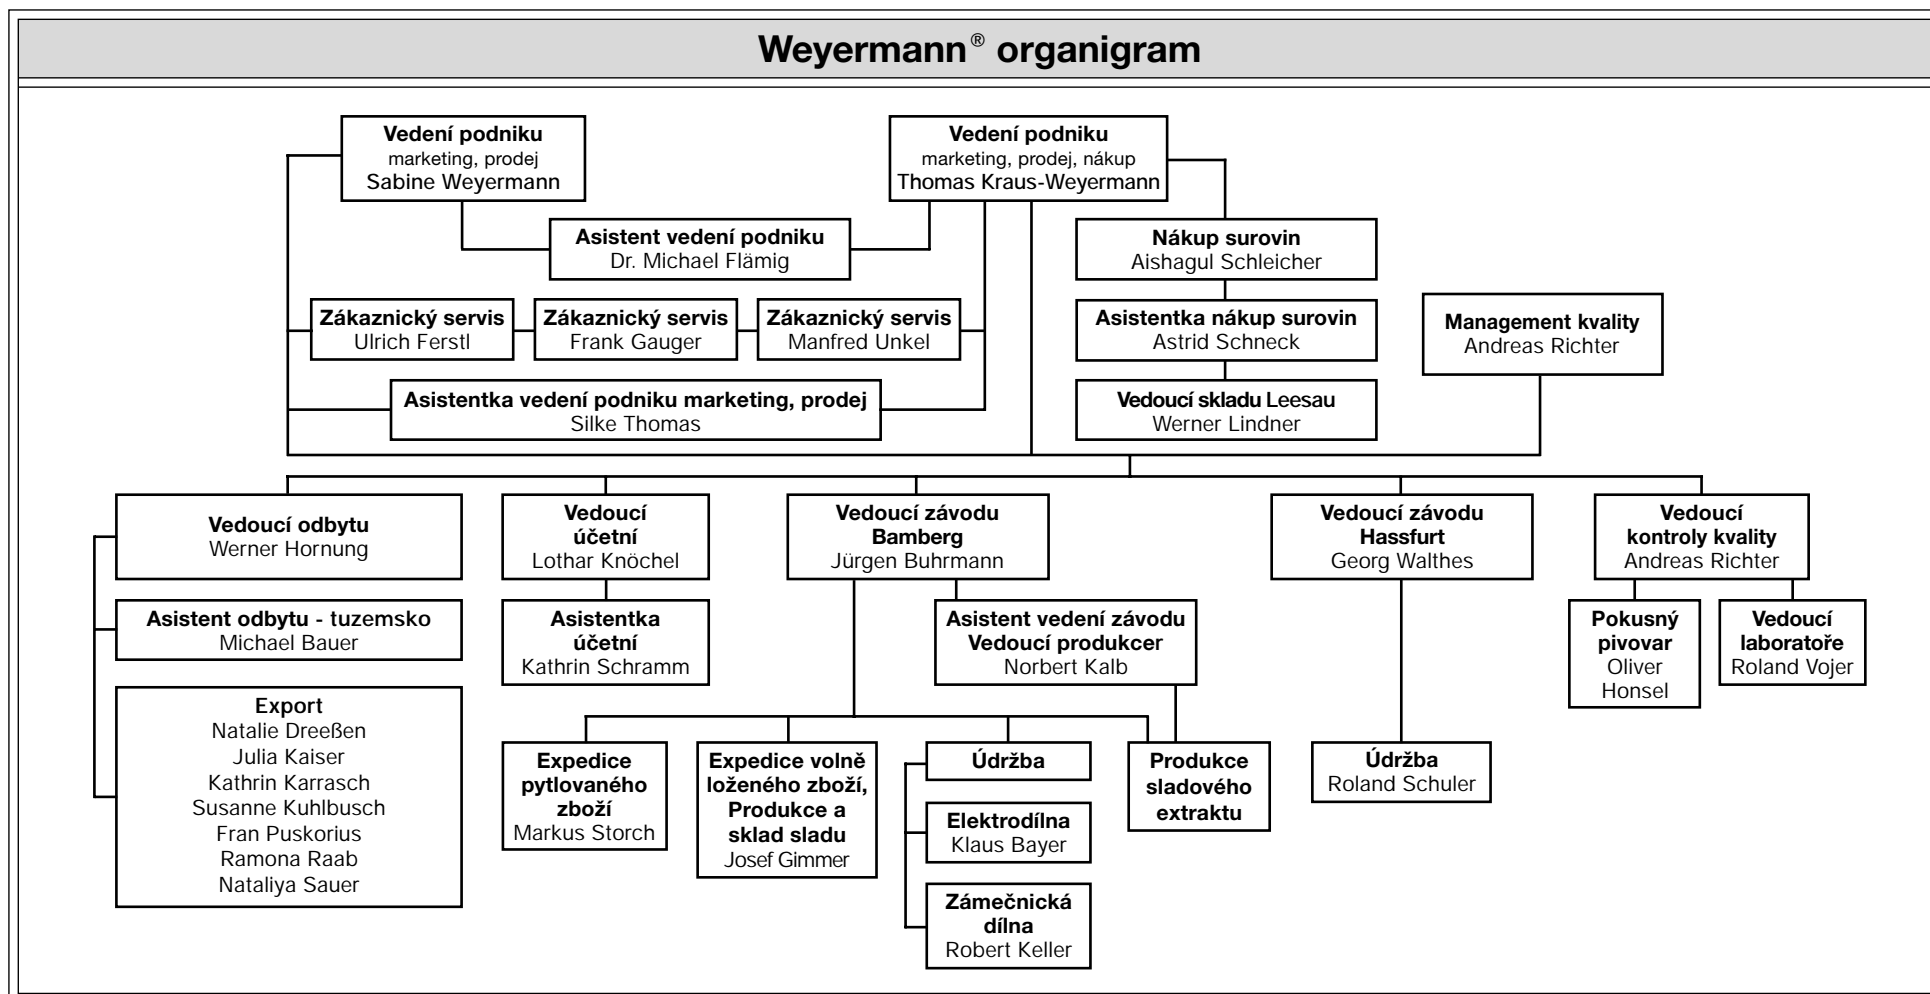 Weyermann® organigram
Vedení podniku
marketing, prodej
Sabine Weyermann
Vedení podniku
marketing, prodej, nákup
Thomas Kraus-Weyermann
Asistent vedení podniku
Dr. Michael Flämig
Nákup surovin
Aishagul Schleicher
Zákaznický servis
Ulrich Ferstl
Zákaznický servis
Frank Gauger
Zákaznický servis
Manfred Unkel
Asistentka nákup surovin
Astrid Schneck
Management kvality
Andreas Richter
Asistentka vedení podniku marketing, prodej
Silke Thomas
Vedoucí skladu Leesau
Werner Lindner
Vedoucí odbytu
Werner Hornung
Vedoucí
účetní
Lothar Knöchel
Vedoucí závodu
Bamberg
Jürgen Buhrmann
Vedoucí závodu
Hassfurt
Georg Walthes
Vedoucí
kontroly kvality
Andreas Richter
Asistent odbytu - tuzemsko
Michael Bauer
Asistentka
účetní
Kathrin Schramm
Asistent vedení závodu
Vedoucí produkcer
Norbert Kalb
Pokusný
pivovar
Oliver
Honsel
Vedoucí
laboratoře
Roland Vojer
Export
Natalie Dreeßen
Julia Kaiser
Kathrin Karrasch
Susanne Kuhlbusch
Fran Puskorius
Ramona Raab
Nataliya Sauer
Expedice
pytlovaného
zboží
Markus Storch
Expedice volně
loženého zboží,
Produkce a
sklad sladu
Josef Gimmer
Údržba
Elektrodílna
Klaus Bayer
Zámečnická
dílna
Robert Keller
Produkce
sladového
extraktu
Údržba
Roland Schuler